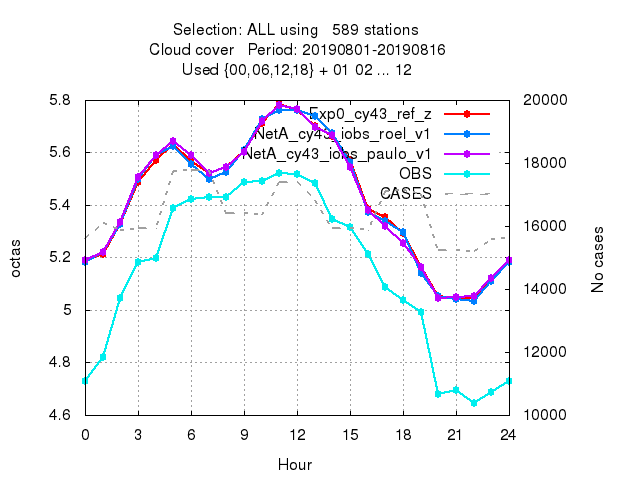 Selection: ALL using 589 stations
Cloud cover Period: 20190801-20190816
Used {00,06,12,18} + 01 02 ... 12
5.8
5.6
5.4
5.2
5
4.8
4.6
20000
18000
16000
14000
12000
10000
octas
No cases
Exp0_cy43_ref_z
NetA_cy43_iobs_roel_v1
NetA_cy43_iobs_paulo_v1
OBS
CASES
0 3 6 9 12 15 18 21 24
Hour